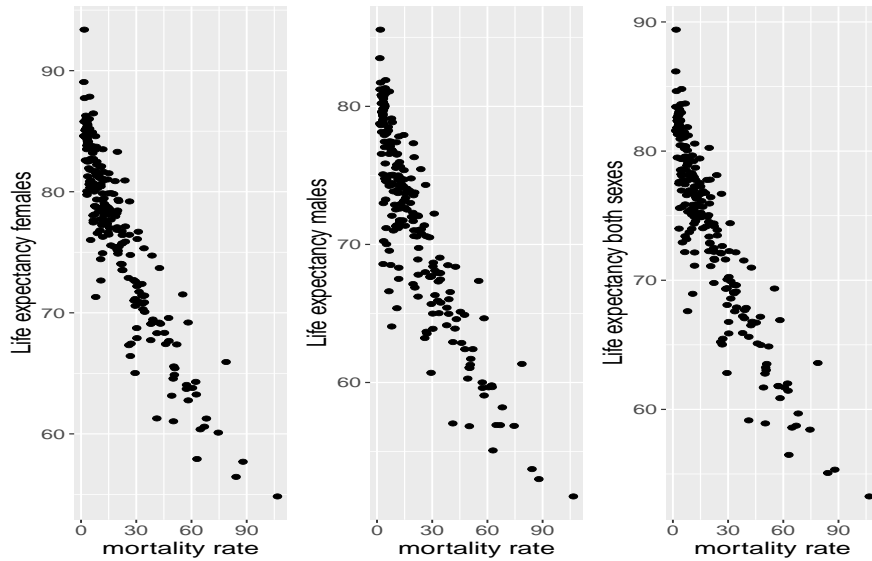 Life expectancy females
90
80
70
60
0 30 60 90
mortality rate
Life expectancy males
80
70
60
0 30 60 90
mortality rate
Life expectancy both sexes
90
80
70
60
0 30 60 90
mortality rate